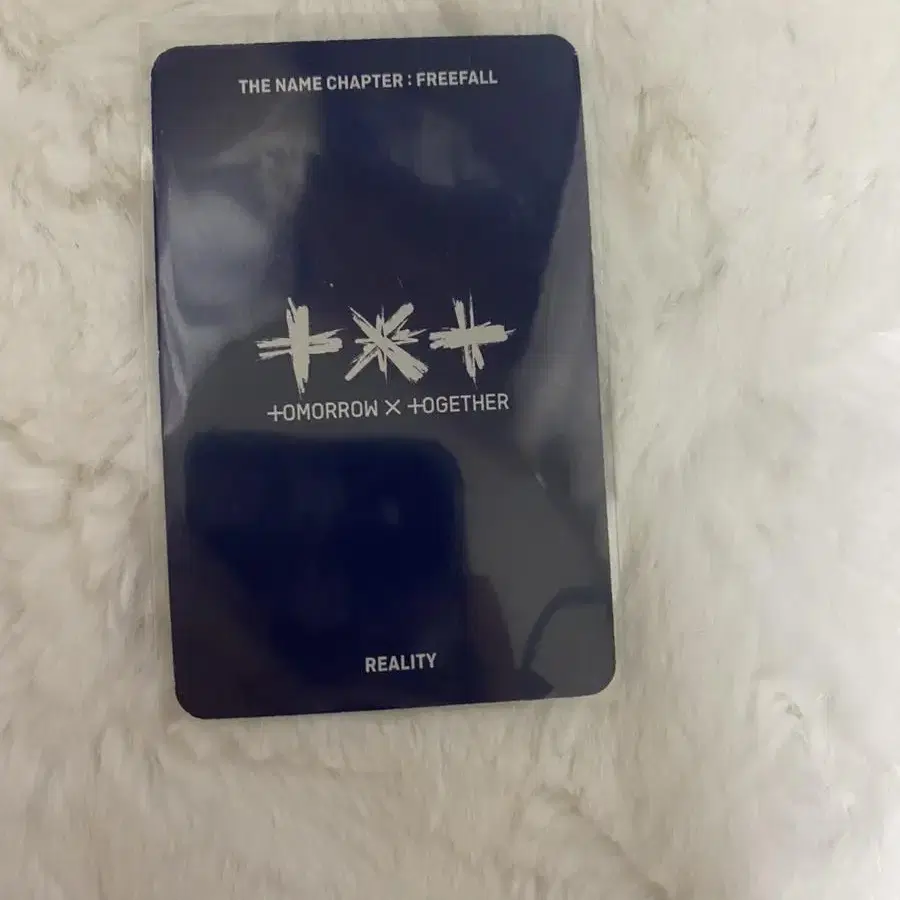 THE NAME CHAPTER : FREEFALL
+x+
+OMORROW X +OGETHER
REALITY